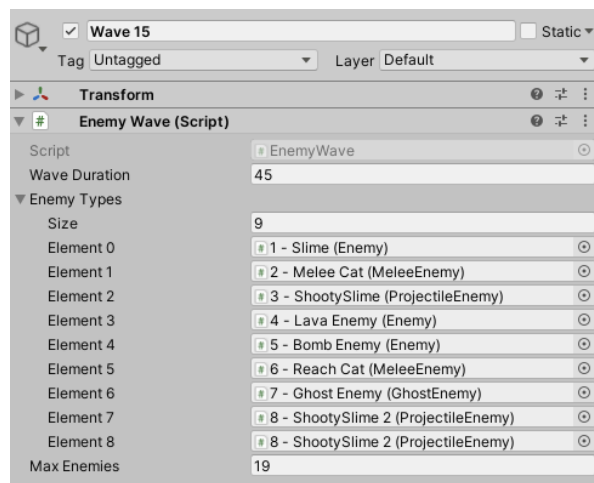 Wave 15 Static
Tag Untagged Layer Default
Transform
# Enemy Wave (Script)
Script # EnemyWave
Wave Duration 45
Enemy Types
Size 9
Element 0 # 1 - Slime (Enemy)
Element 1 # 2 - Melee Cat (MeleeEnemy)
Element 2 # 3 - ShootySlime (ProjectileEnemy)
Element 3 # 4 - Lava Enemy (Enemy)
Element 4 # 5 - Bomb Enemy (Enemy)
Element 5 # 6 - Reach Cat (MeleeEnemy)
Element 6 # 7 - Ghost Enemy (GhostEnemy)
Element 7 # 8 - ShootySlime 2 (ProjectileEnemy)
Element 8 # 8 - ShootySlime 2 (ProjectileEnemy)
Max Enemies 19